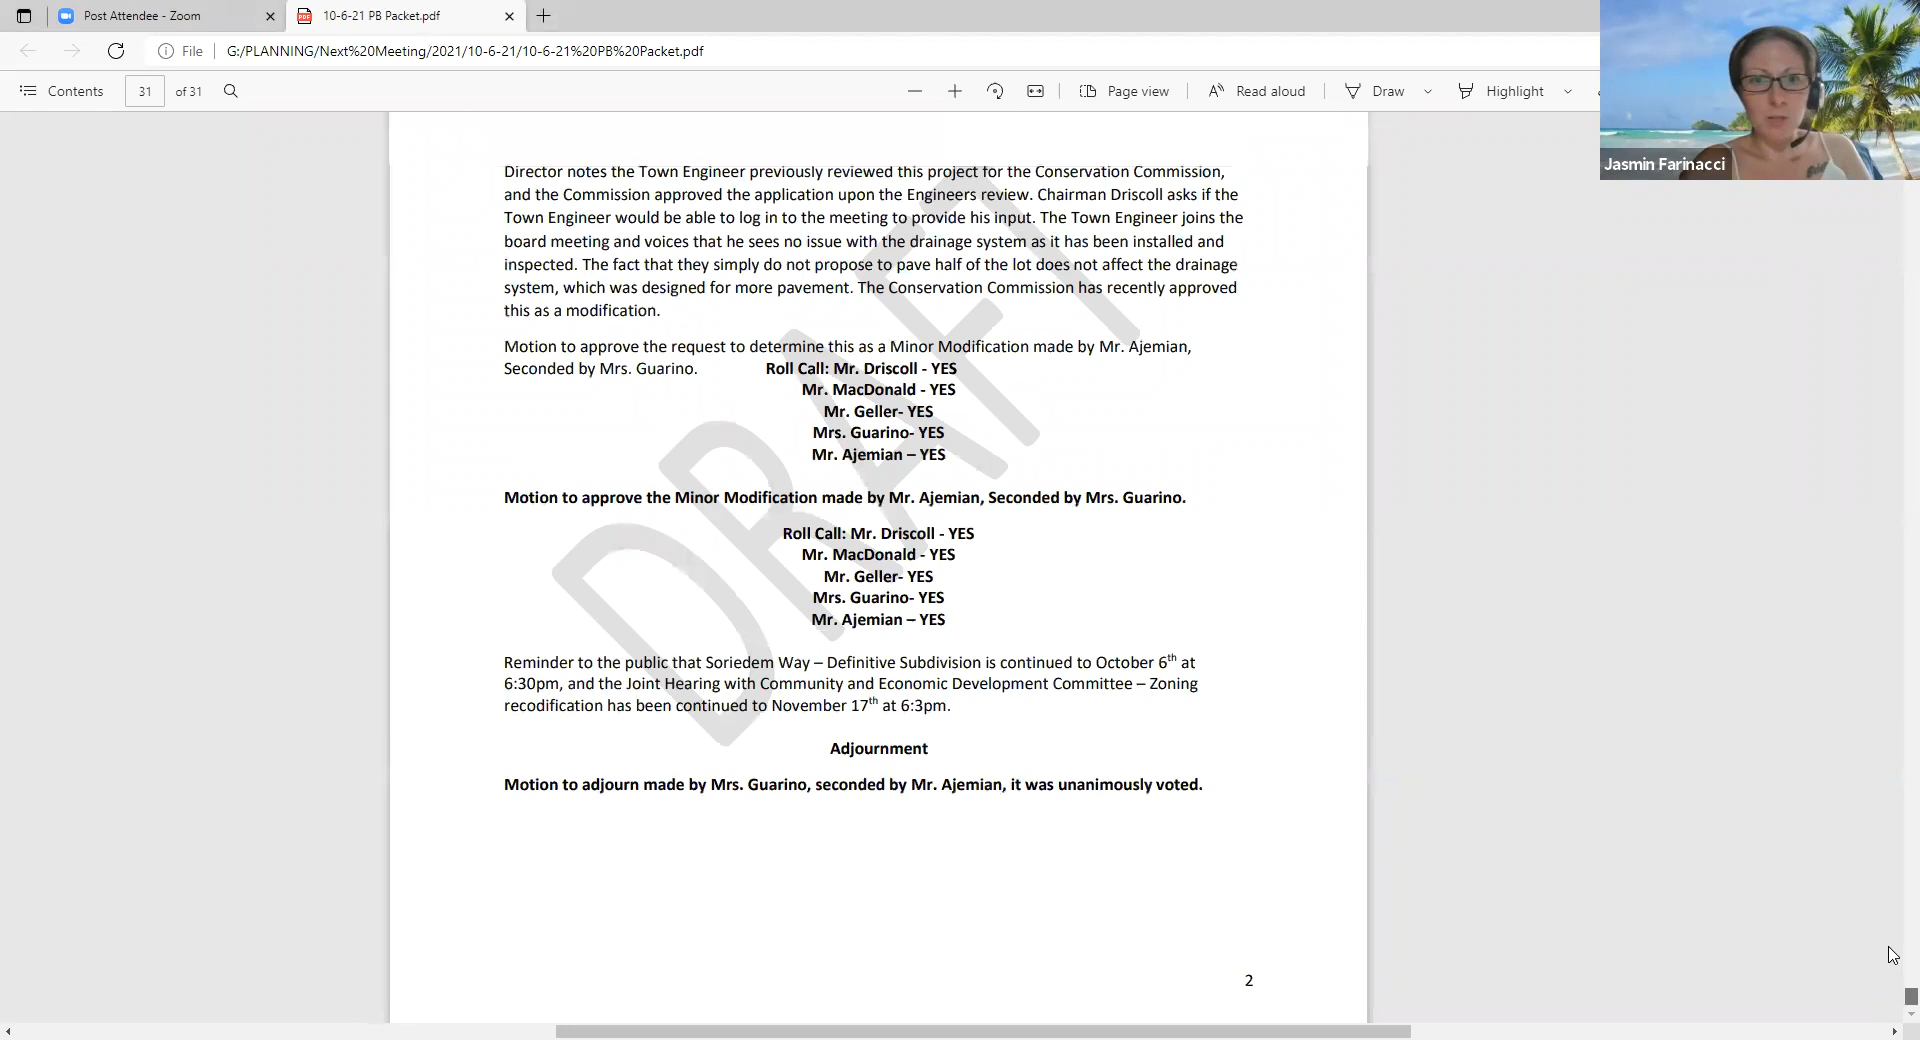 Post Attendee - Zoom
10-6-21 PB Packet.pdf
File
G:/PLANNING/Next%20Meeting/2021/10-6-21/10-6-21%20PB%20Packet.pdf
Contents
31 of 31
Page view
Read aloud
Draw
Highlight
Jasmin Farinacci
Director notes the Town Engineer previously reviewed this project for the Conservation Commission,
and the Commission approved the application upon the Engineers review. Chairman Driscoll asks if the
Town Engineer would be able to log in to the meeting to provide his input. The Town Engineer joins the
board meeting and voices that he sees no issue with the drainage system as it has been installed and
inspected. The fact that they simply do not propose to pave half of the lot does not affect the drainage
system, which was designed for more pavement. The Conservation Commission has recently approved
this as a modification.
Motion to approve the request to determine this as a Minor Modification made by Mr. Ajemian,
Seconded by Mrs. Guarino. Roll Call: Mr. Driscoll - YES
Mr. MacDonald - YES
Mr. Geller- YES
Mrs. Guarino- YES
Mr. Ajemian – YES
Motion to approve the Minor Modification made by Mr. Ajemian, Seconded by Mrs. Guarino.
Roll Call: Mr. Driscoll - YES
Mr. MacDonald - YES
Mr. Geller- YES
Mrs. Guarino- YES
Mr. Ajemian – YES
Reminder to the public that Soriedem Way – Definitive Subdivision is continued to October 6th at
6:30pm, and the Joint Hearing with Community and Economic Development Committee – Zoning
recodification has been continued to November 17th at 6:3pm.
Adjournment
Motion to adjourn made by Mrs. Guarino, seconded by Mr. Ajemian, it was unanimously voted.
2
DRAFT